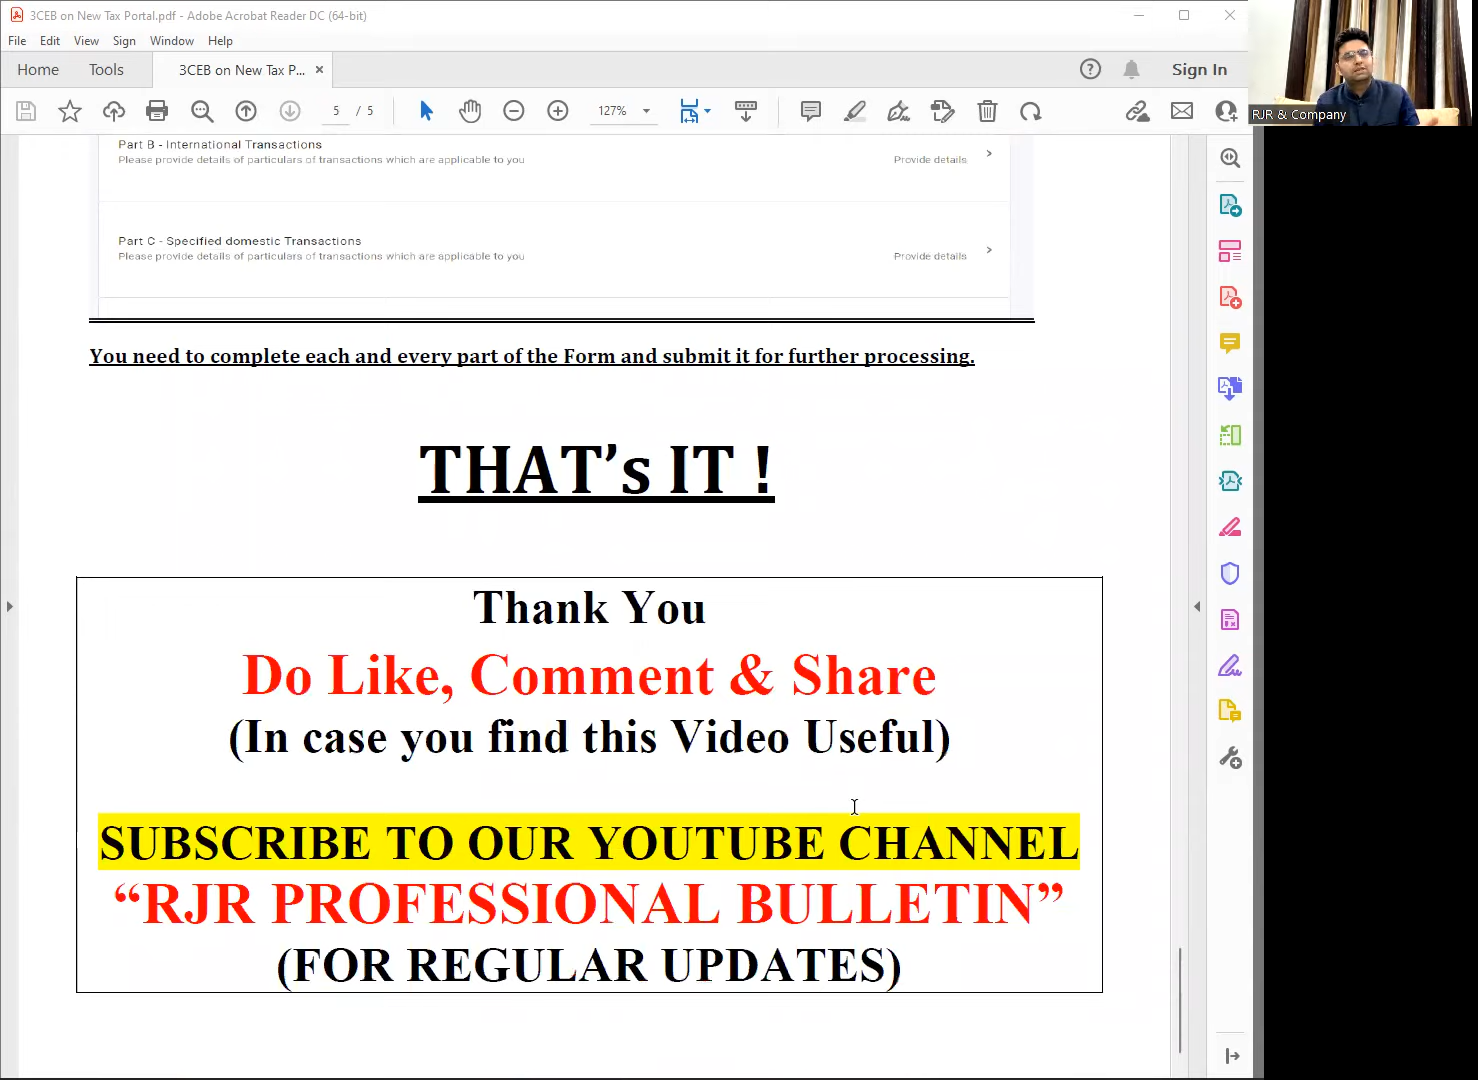 3CEB on New Tax Portal.pdf - Adobe Acrobat Reader DC (64-bit)
File Edit View Sign Window Help
Home Tools 3CEB on New Tax P... × Sign In
5 / 5 127%
RJR & Company
Part B - International Transactions
Please provide details of particulars of transactions which are applicable to you Provide details
Part C - Specified domestic Transactions
Please provide details of particulars of transactions which are applicable to you Provide details
You need to complete each and every part of the Form and submit it for further processing.
THAT's IT !
Thank You
Do Like, Comment & Share
(In case you find this Video Useful)
SUBSCRIBE TO OUR YOUTUBE CHANNEL
“RJR PROFESSIONAL BULLETIN”
(FOR REGULAR UPDATES)